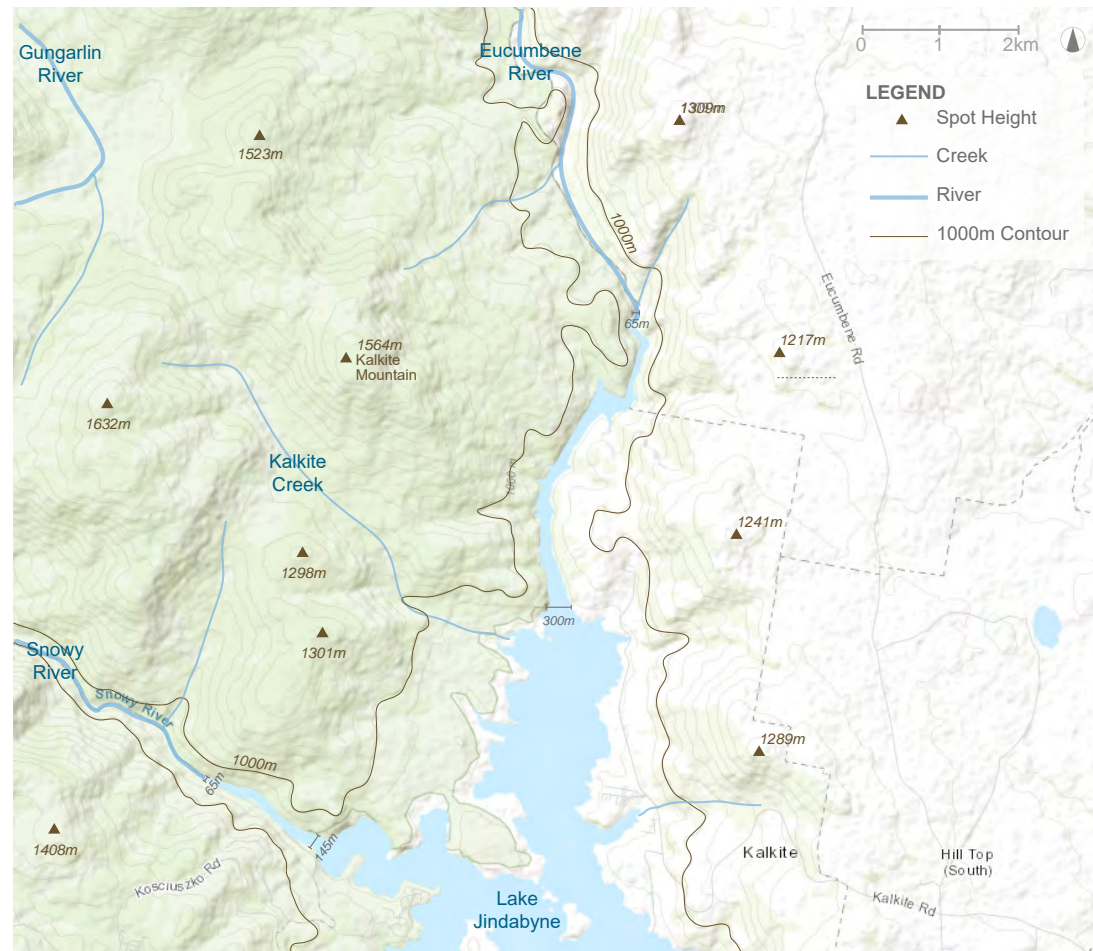 Gungarlin
River
Eucumbene
River
0 1 2km
LEGEND
Spot Height
Creek
River
1000m Contour
1309m
1523m
1000m
Eucumbene Rd
65m
1217m
1564m
Kalkite
Mountain
1632m
Kalkite
Creek
1000 m
1241m
1298m
300m
1301m
Snowy
River
Snowy River
1289m
1000m
65m
145m
1408m
Kosciuszko Rd
Kalkite
Hill Top
(South)
Lake
Jindabyne
Kalkite Rd